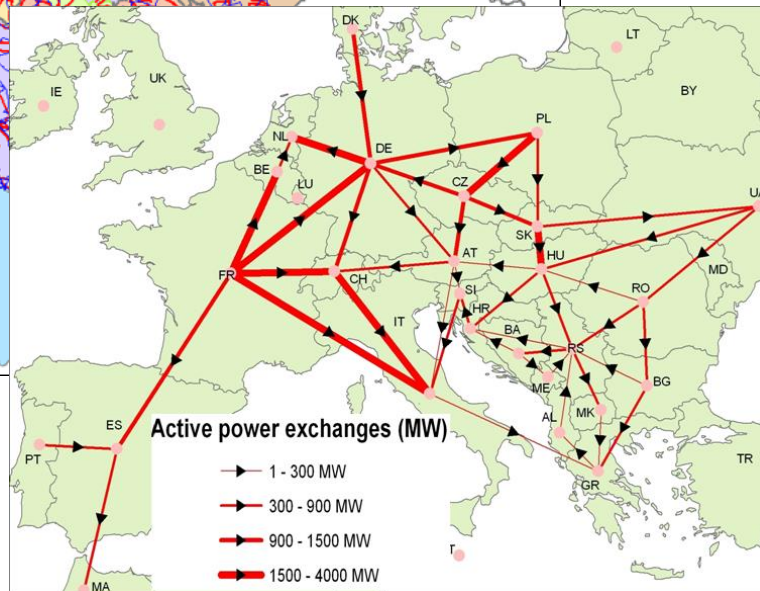 DK
LT
UK
IE
BY
PL
NL
DE
BE
LU
CZ
SK
AT
HU
MD
FR
CH
SI
RO
HR
IT
BA
RS
ME
BG
MK
AL
ES
PT
TR
GR
MA
Active power exchanges (MW)
1 - 300 MW
300 - 900 MW
900 - 1500 MW
1500 - 4000 MW